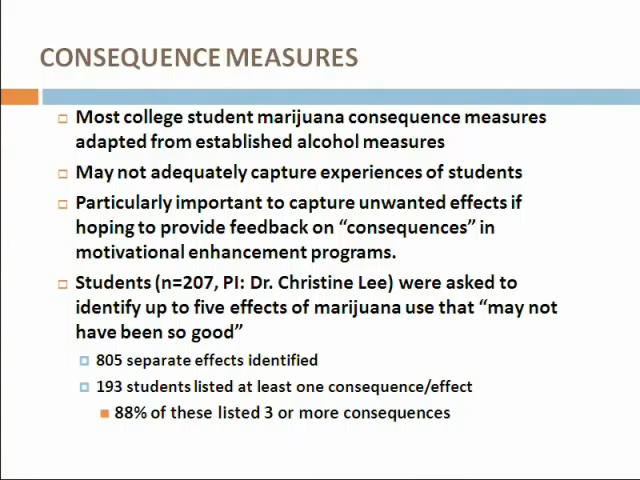 CONSEQUENCE MEASURES
Most college student marijuana consequence measures
adapted from established alcohol measures
May not adequately capture experiences of students
Particularly important to capture unwanted effects if
hoping to provide feedback on “consequences” in
motivational enhancement programs.
Students (n=207, PI: Dr. Christine Lee) were asked to
identify up to five effects of marijuana use that “may not
have been so good”
805 separate effects identified
193 students listed at least one consequence/effect
88% of these listed 3 or more consequences